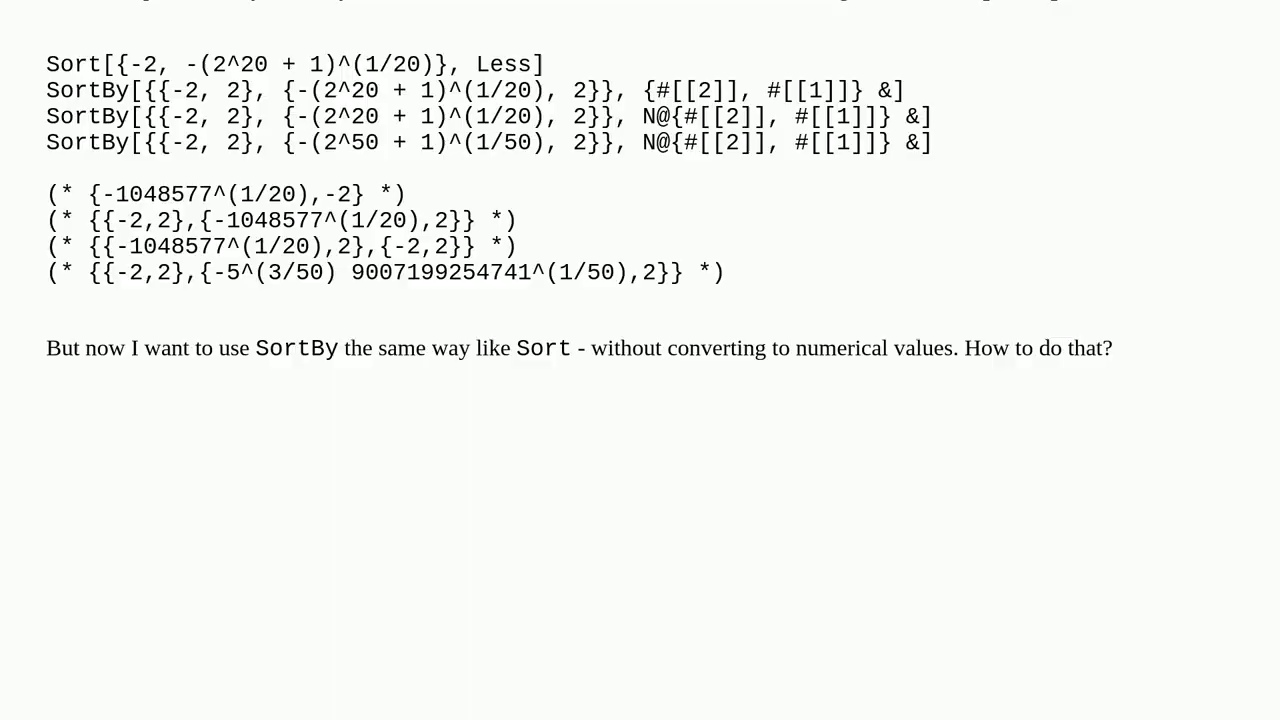 Sort[{-2, -(2^20 + 1)^(1/20)}, Less]
SortBy[{{-2, 2}, {-(2^20 + 1)^(1/20), 2}}, {#[[2]], #[[1]]} &]
SortBy[{{-2, 2}, {-(2^20 + 1)^(1/20), 2}}, N@{#[[2]], #[[1]]} &]
SortBy[{{-2, 2}, {-(2^50 + 1)^(1/50), 2}}, N@{#[[2]], #[[1]]} &]
(* {-1048577^(1/20),-2} *)
(* {{-2,2},{-1048577^(1/20),2}} *)
(* {{-1048577^(1/20),2},{-2,2}} *)
(* {{-2,2},{-5^(3/50) 9007199254741^(1/50),2}} *)
But now I want to use SortBy the same way like Sort - without converting to numerical values. How to do that?